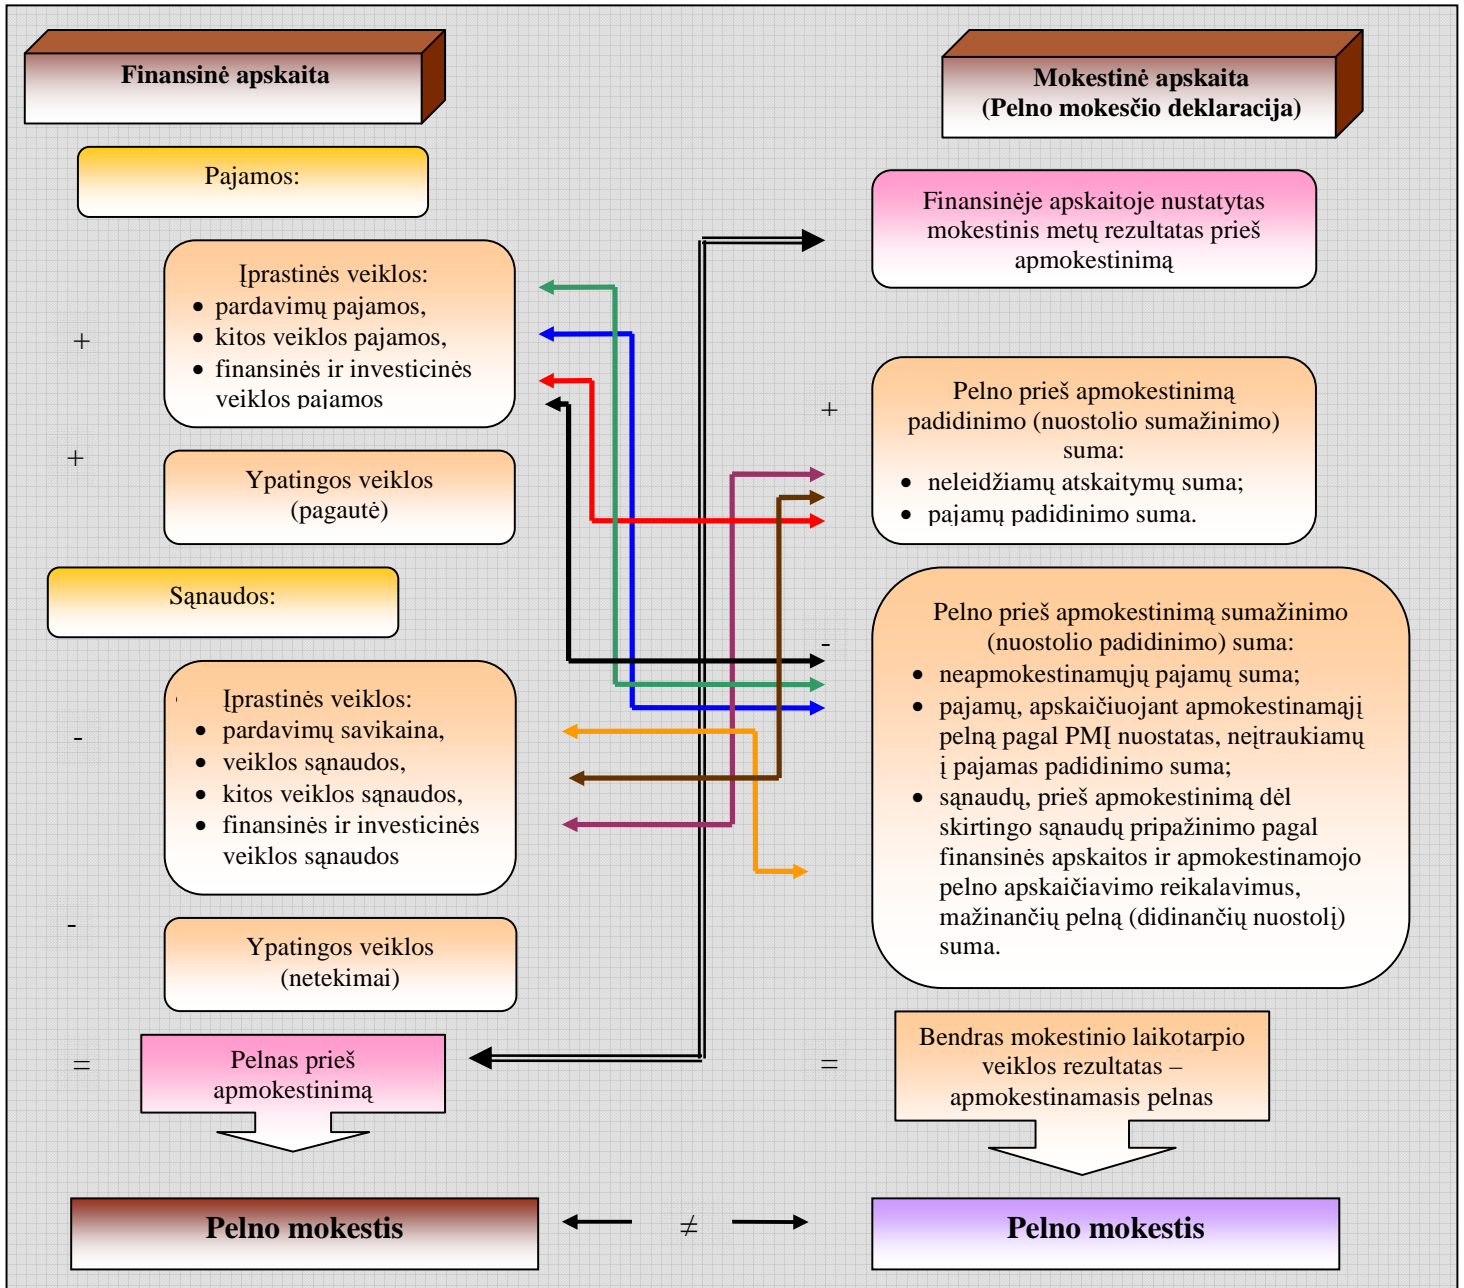 Finansinė apskaita
Pajamos:
+
Įprastinės veiklos:
• pardavimų pajamos,
• kitos veiklos pajamos,
• finansinės ir investicinės
veiklos pajamos
+
Ypatingos veiklos
(pagautė)
Sąnaudos:
-
Įprastinės veiklos:
• pardavimų savikaina,
• veiklos sąnaudos,
• kitos veiklos sąnaudos,
• finansinės ir investicinės
veiklos sąnaudos
-
Ypatingos veiklos
(netekimai)
=
Pelnas prieš
apmokestinimą
Pelno mokestis
≠
Mokestinė apskaita
(Pelno mokesčio deklaracija)
Finansinėje apskaitoje nustatytas
mokestinis metų rezultatas prieš
apmokestinimą
+
Pelno prieš apmokestinimą
padidinimo (nuostolio sumažinimo)
suma:
• neleidžiamų atskaitymų suma;
• pajamų padidinimo suma.
-
Pelno prieš apmokestinimą sumažinimo
(nuostolio padidinimo) suma:
• neapmokestinamųjų pajamų suma;
• pajamų, apskaičiuojant apmokestinamąjį
pelną pagal PMĮ nuostatas, neįtraukiamų
į pajamas padidinimo suma;
• sąnaudų, prieš apmokestinimą dėl
skirtingo sąnaudų pripažinimo pagal
finansinės apskaitos ir apmokestinamojo
pelno apskaičiavimo reikalavimus,
mažinančių pelną (didinančių nuostolį)
suma.
=
Bendras mokestinio laikotarpio
veiklos rezultatas –
apmokestinamasis pelnas
Pelno mokestis